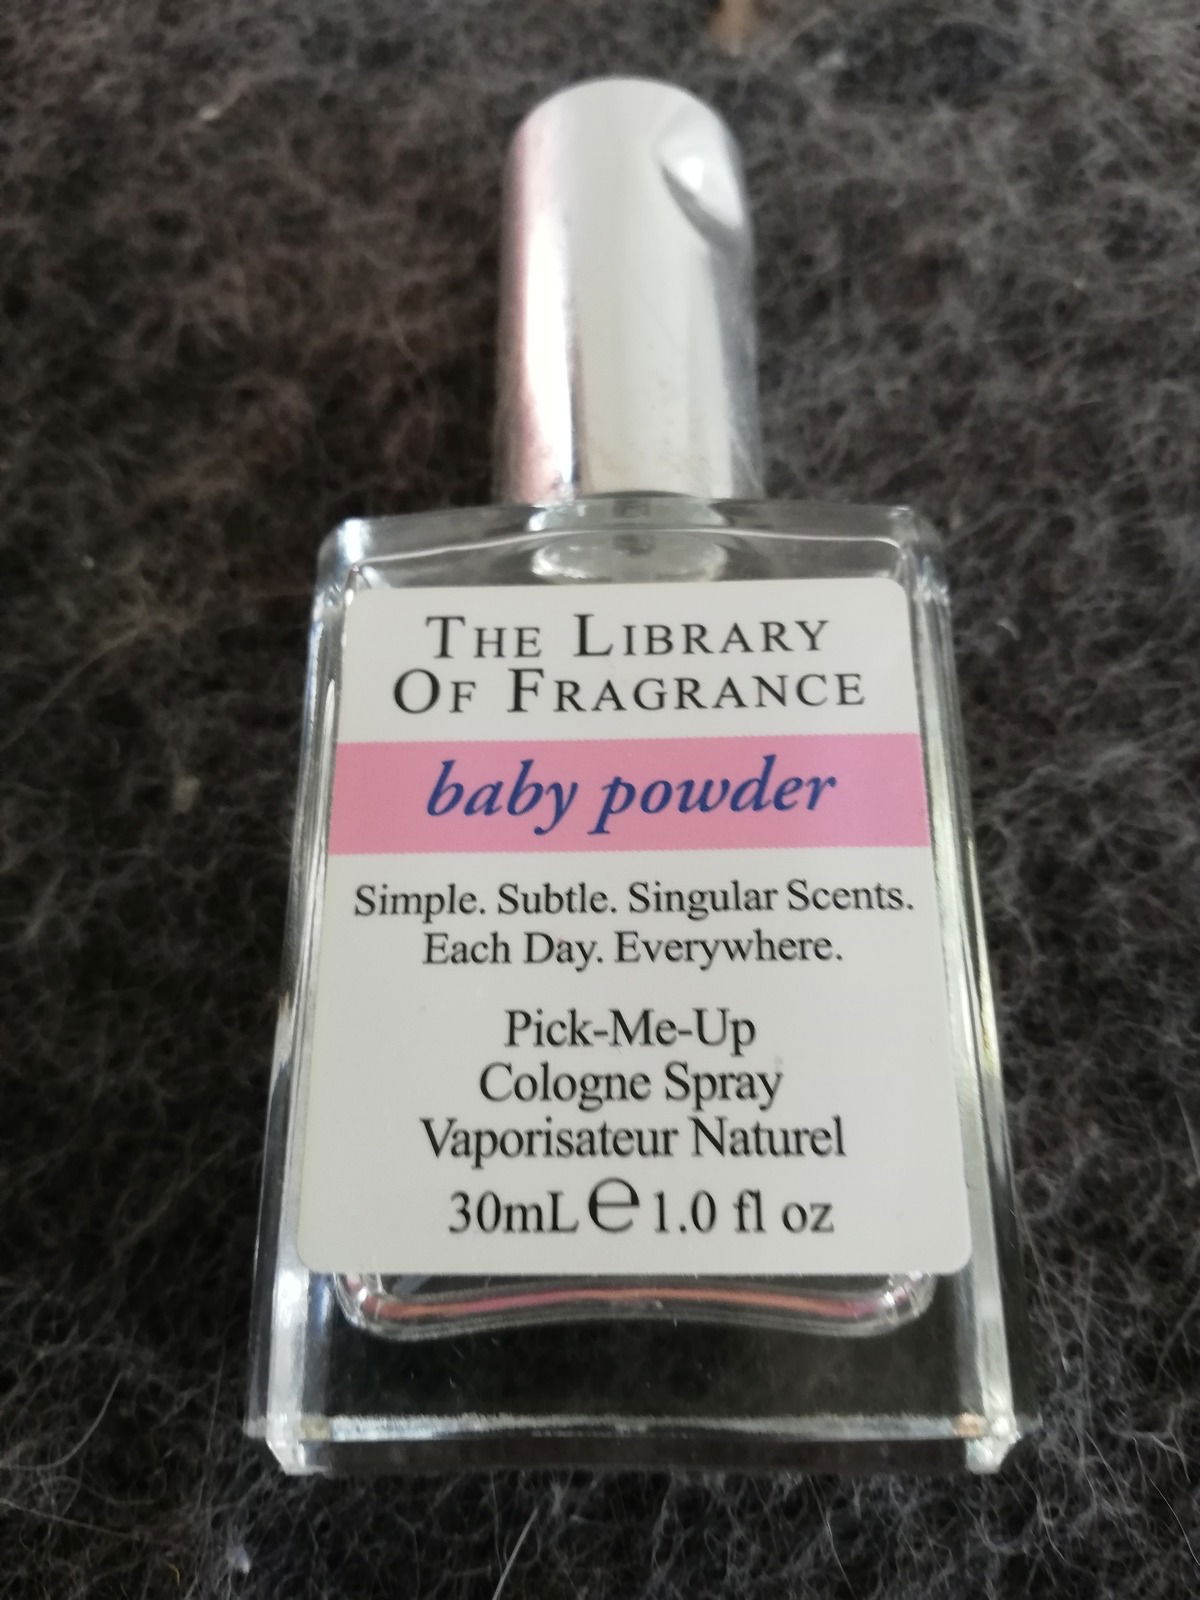 THE LIBRARY
OF FRAGRANCE
baby powder
Simple. Subtle. Singular Scents.
Each Day. Everywhere.
Pick-Me-Up
Cologne Spray
Vaporisateur Naturel
30mL ℮ 1.0 fl oz